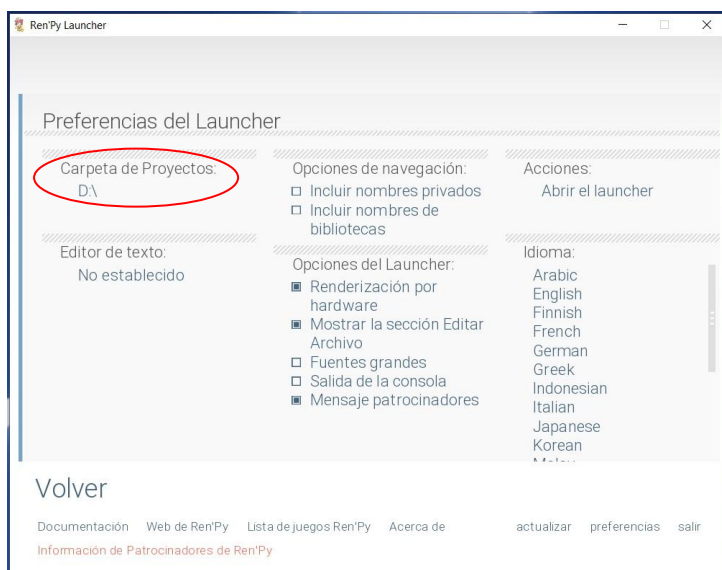 Ren'Py Launcher
Preferencias del Launcher
Carpeta de Proyectos:
D:\
Editor de texto:
No establecido
Opciones de navegación:
Incluir nombres privados
Incluir nombres de
bibliotecas
Opciones del Launcher:
Renderización por
hardware
Mostrar la sección Editar
Archivo
Fuentes grandes
Salida de la consola
Mensaje patrocinadores
Acciones:
Abrir el launcher
Idioma:
Arabic
English
Finnish
French
German
Greek
Indonesian
Italian
Japanese
Korean
Volver
Documentación Web de Ren'Py Lista de juegos Ren'Py Acerca de actualizar preferencias salir
Información de Patrocinadores de Ren'Py